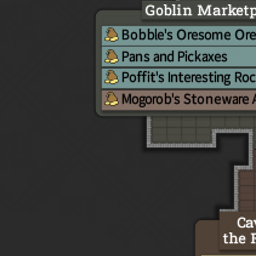 Goblin Marketp
Bobble's Oresome Ore
Pans and Pickaxes
Poffit's Interesting Roc
Mogorob's Stoneware A
Cav
the F